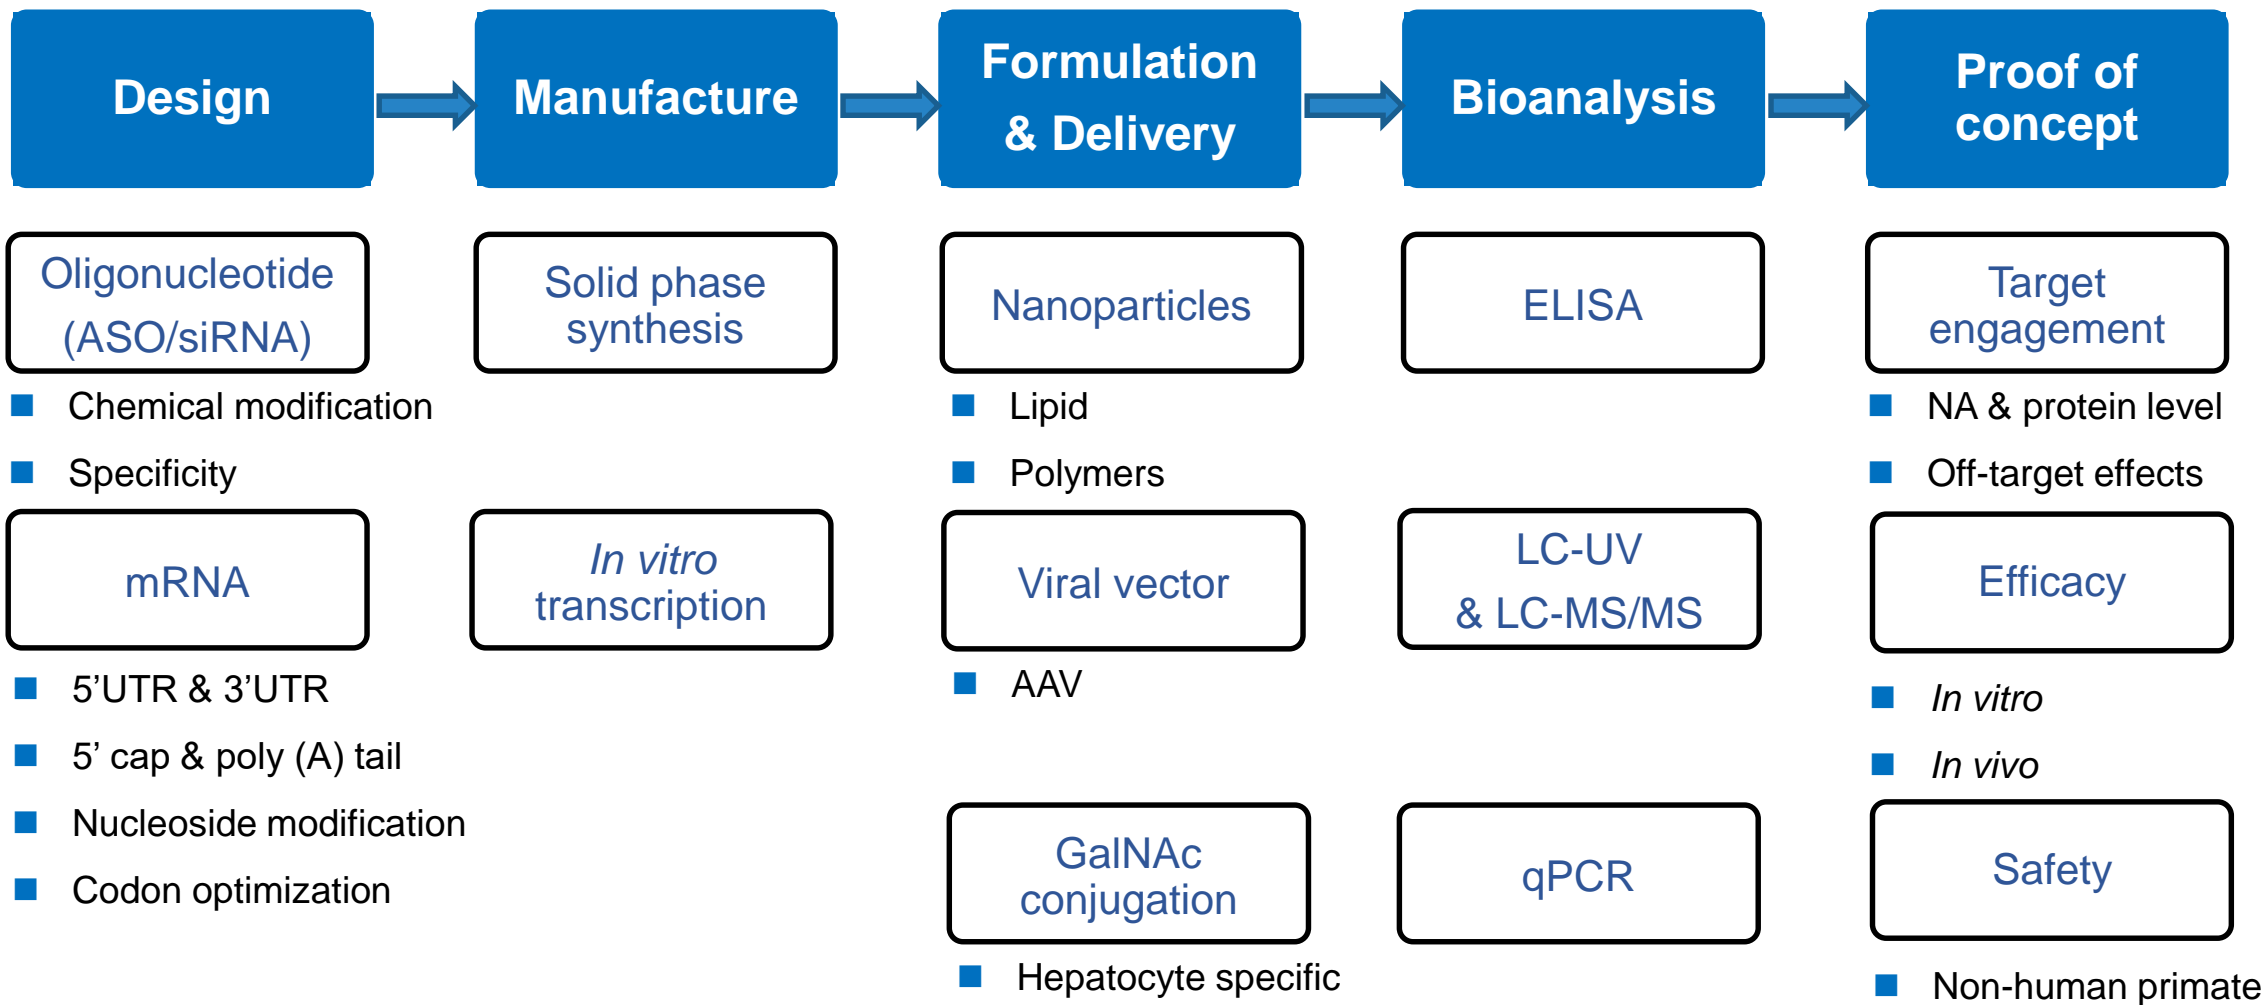 Design
Manufacture
Formulation
& Delivery
Bioanalysis
Proof of
concept
Oligonucleotide
(ASO/siRNA)
Chemical modification
Specificity
mRNA
5’UTR & 3’UTR
5’ cap & poly (A) tail
Nucleoside modification
Codon optimization
Solid phase
synthesis
In vitro
transcription
Nanoparticles
Lipid
Polymers
Viral vector
AAV
GalNAc
conjugation
Hepatocyte specific
ELISA
LC-UV
& LC-MS/MS
qPCR
Target
engagement
NA & protein level
Off-target effects
Efficacy
In vitro
In vivo
Safety
Non-human primate